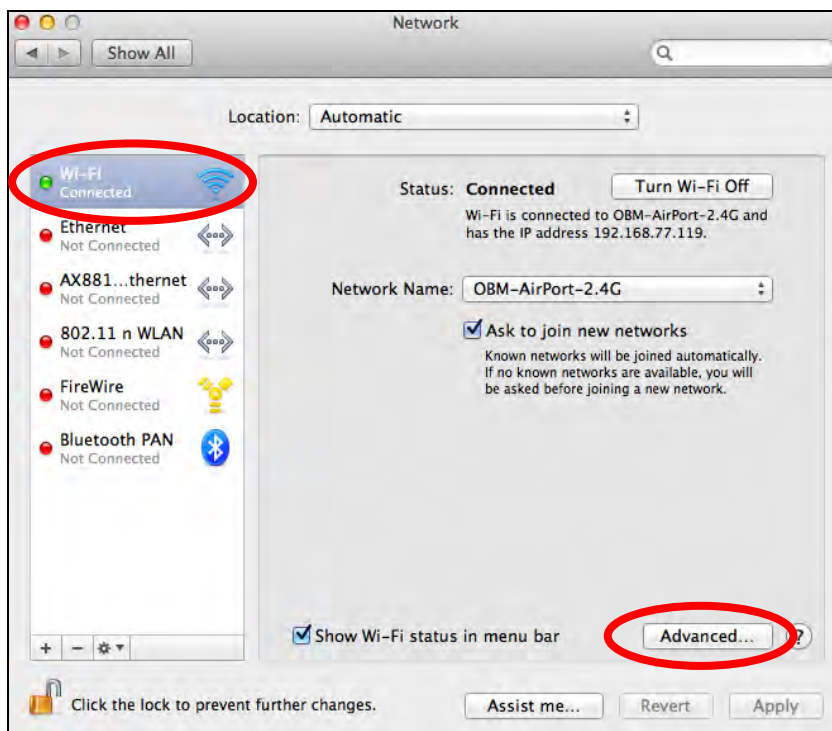 Network
Show All
Location: Automatic
Wi-Fi
Connected
Ethernet
Not Connected
AX881...thernet
Not Connected
802.11 n WLAN
Not Connected
FireWire
Not Connected
Bluetooth PAN
Not Connected
Status: Connected
Turn Wi-Fi Off
Wi-Fi is connected to OBM-AirPort-2.4G and
has the IP address 192.168.77.119.
Network Name: OBM-AirPort-2.4G
Ask to join new networks
Known networks will be joined automatically.
If no known networks are available, you will
be asked before joining a new network.
Show Wi-Fi status in menu bar
Advanced...
?
+ −
Click the lock to prevent further changes.
Assist me...
Revert
Apply